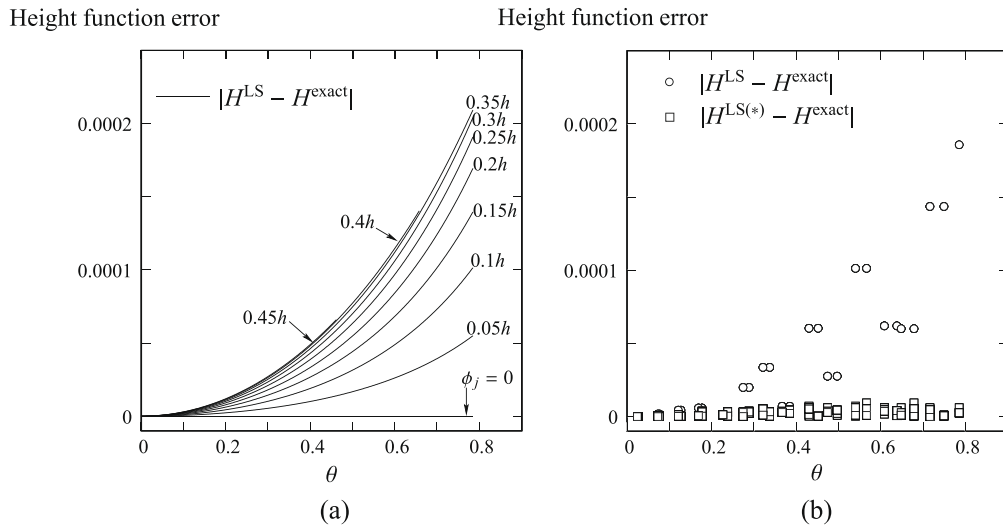 Height function error
Height function error
|H^LS − H^exact|
0.35h
0.3h
0.25h
0.2h
0.15h
0.1h
0.05h
0.4h
0.45h
ϕ_j = 0
0.0002
0.0001
0
0 0.2 0.4 0.6 0.8
θ
(a)
|H^LS − H^exact|
|H^LS(*) − H^exact|
0.0002
0.0001
0
0 0.2 0.4 0.6 0.8
θ
(b)